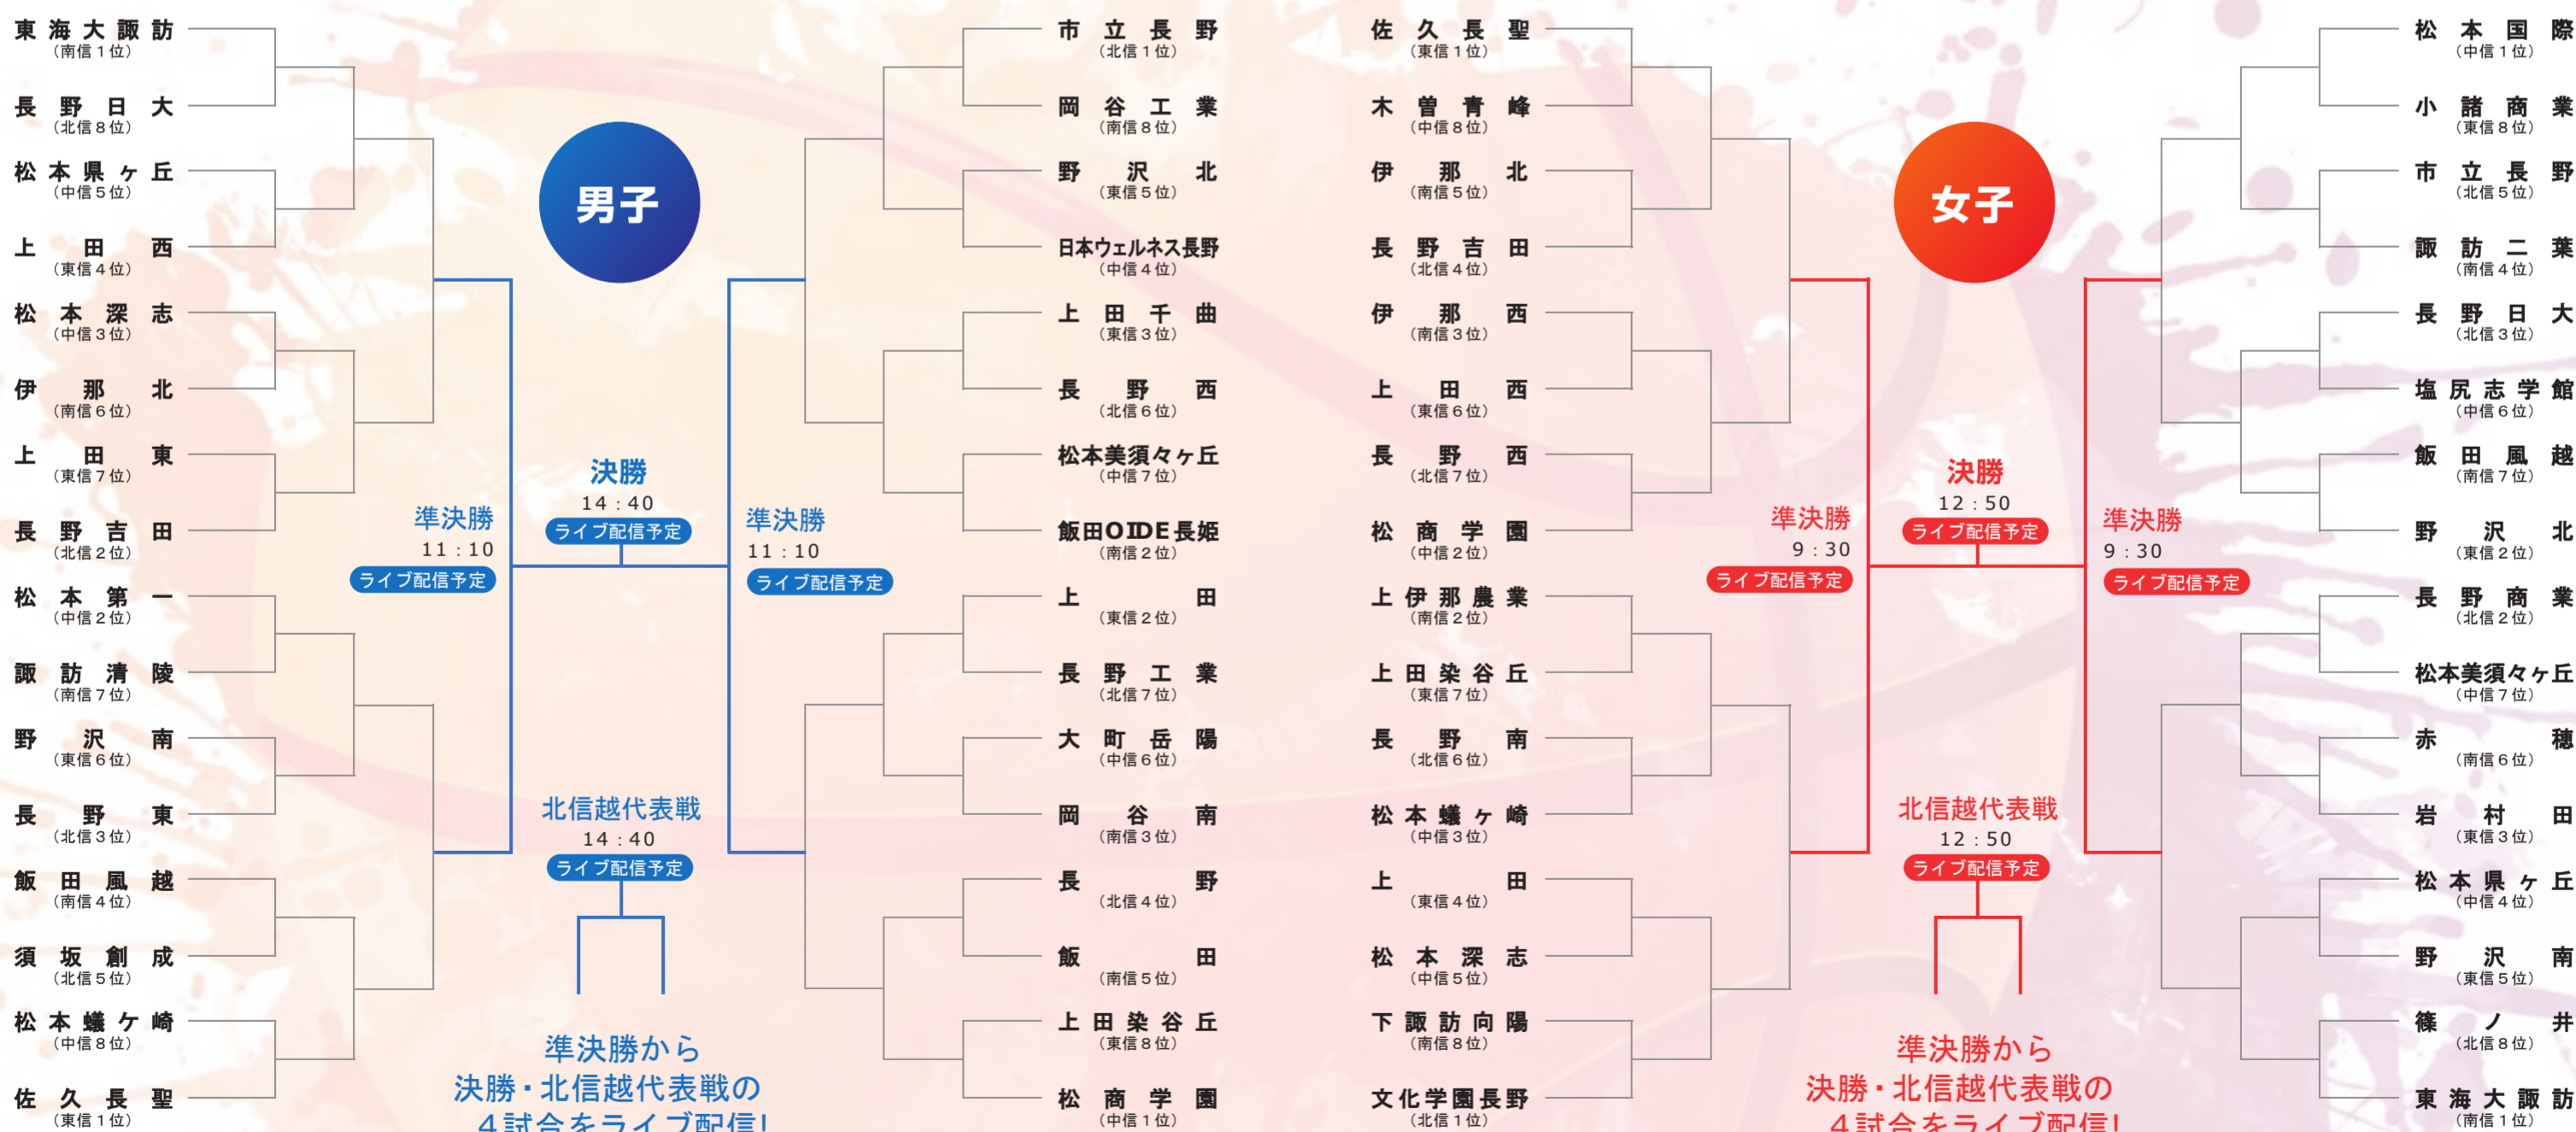 東海大諏訪
（南信１位）
長野日大
（北信８位）
松本県ヶ丘
（中信５位）
上田西
（東信４位）
松本深志
（中信３位）
伊那北
（南信６位）
上田東
（東信７位）
長野吉田
（北信２位）
松本第一
（中信２位）
諏訪清陵
（南信７位）
野沢南
（東信６位）
長野東
（北信３位）
飯田風越
（南信４位）
須坂創成
（北信５位）
松本蟻ケ崎
（中信８位）
佐久長聖
（東信１位）
男子
決勝
14：40
ライブ配信予定
準決勝
11：10
ライブ配信予定
準決勝
11：10
ライブ配信予定
北信越代表戦
14：40
ライブ配信予定
準決勝から
決勝・北信越代表戦の
４試合をライブ配信!
市立長野
（北信１位）
岡谷工業
（南信８位）
野沢北
（東信５位）
日本ウェルネス長野
（中信４位）
上田千曲
（東信３位）
長野西
（北信６位）
松本美須々ヶ丘
（中信７位）
飯田OIDE長姫
（南信２位）
上田
（東信２位）
長野工業
（北信７位）
大町岳陽
（中信６位）
岡谷南
（南信３位）
長野
（北信４位）
飯田
（南信５位）
上田染谷丘
（東信８位）
松商学園
（中信１位）
佐久長聖
（東信１位）
木曽青峰
（中信８位）
伊那北
（南信５位）
長野吉田
（北信４位）
伊那西
（南信３位）
上田西
（東信６位）
長野西
（北信７位）
松商学園
（中信２位）
上伊那農業
（南信２位）
上田染谷丘
（東信７位）
長野南
（北信６位）
松本蟻ヶ崎
（中信３位）
上田
（東信４位）
松本深志
（中信５位）
下諏訪向陽
（南信８位）
文化学園長野
（北信１位）
女子
決勝
12：50
ライブ配信予定
準決勝
9：30
ライブ配信予定
準決勝
9：30
ライブ配信予定
北信越代表戦
12：50
ライブ配信予定
準決勝から
決勝・北信越代表戦の
４試合をライブ配信!
松本国際
（中信１位）
小諸商業
（東信８位）
市立長野
（北信５位）
諏訪二葉
（南信４位）
長野日大
（北信３位）
塩尻志学館
（中信６位）
飯田風越
（南信７位）
野沢北
（東信２位）
長野商業
（北信２位）
松本美須々ヶ丘
（中信７位）
赤穂
（南信６位）
岩村田
（東信３位）
松本県ヶ丘
（中信４位）
野沢南
（東信５位）
篠ノ井
（北信８位）
東海大諏訪
（南信１位）